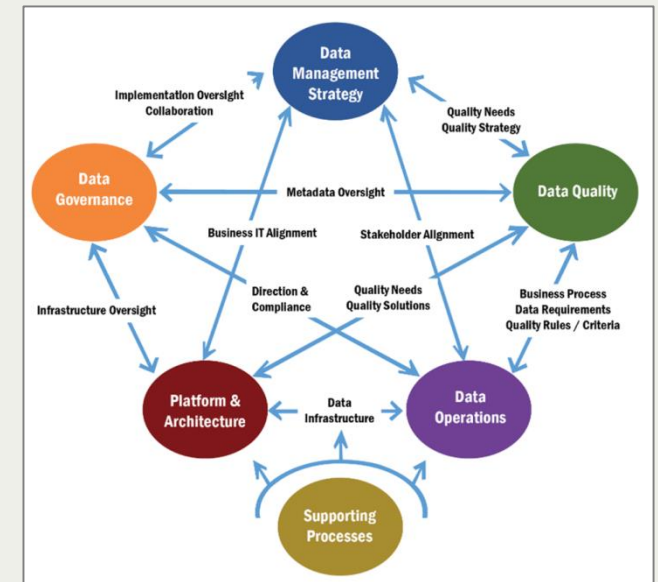 Data
Management
Strategy
Implementation Oversight
Collaboration
Quality Needs
Quality Strategy
Data
Governance
Metadata Oversight
Data Quality
Business IT Alignment
Stakeholder Alignment
Infrastructure Oversight
Direction &
Compliance
Quality Needs
Quality Solutions
Business Process
Data Requirements
Quality Rules / Criteria
Platform &
Architecture
Data
Infrastructure
Data
Operations
Supporting
Processes